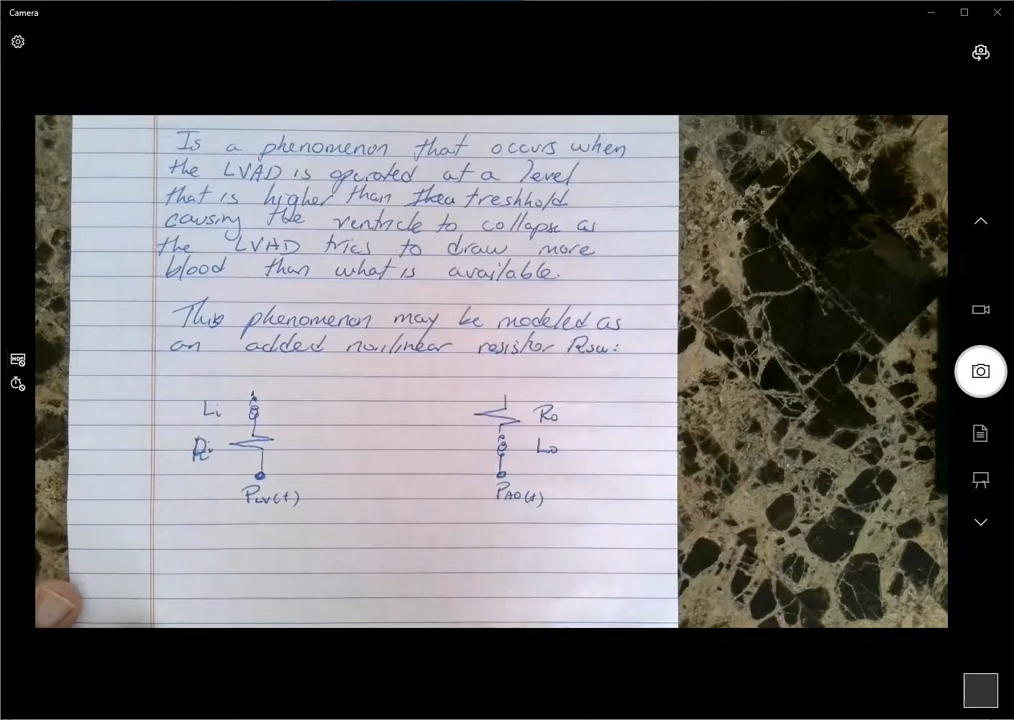 Camera
Is a phenomenon that occurs when
the LVAD is operated at a level
that is higher than treshhold
causing the ventricle to collapse as
the LVAD tries to draw more
blood than what is available.
This phenomenon may be modeled as
an added nonlinear resistor Rsu:
Li
Ro
Ri
Lo
PLV(t)
PAO(t)